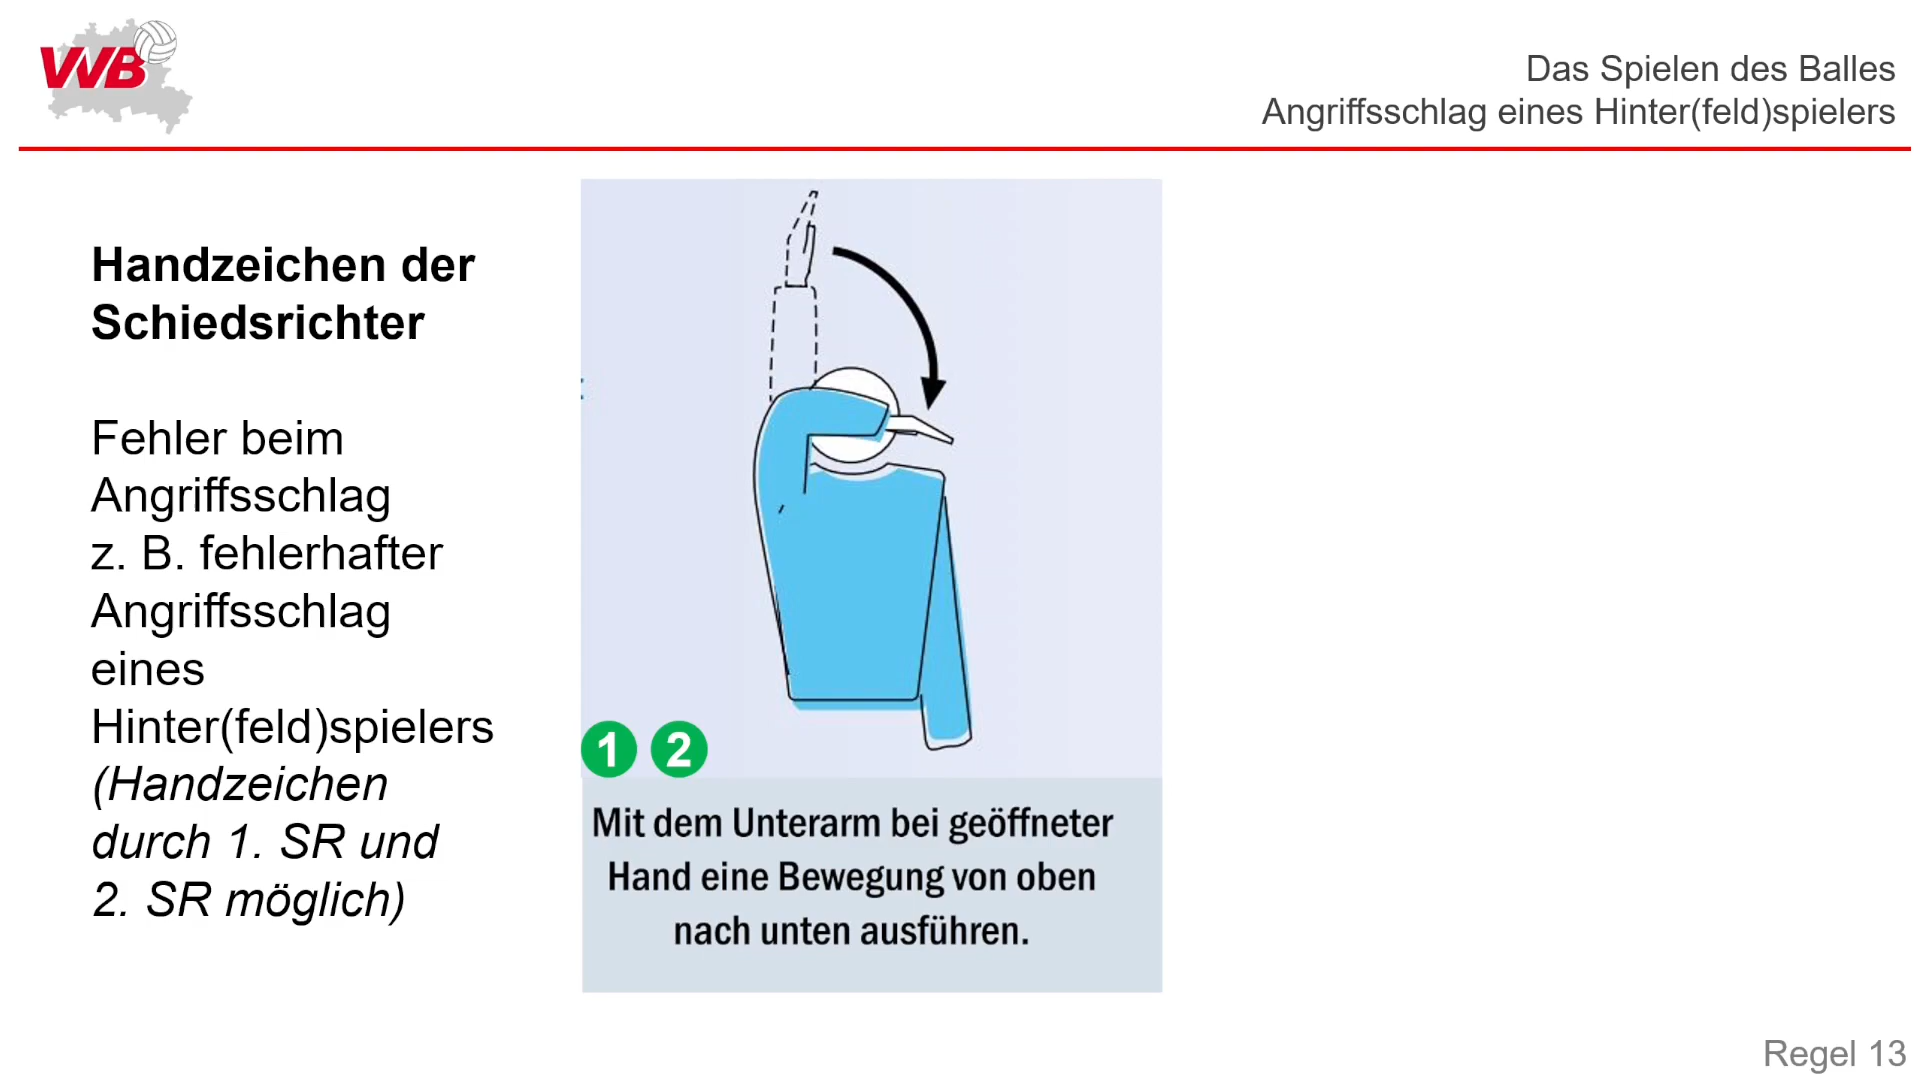 VVB
Das Spielen des Balles
Angriffsschlag eines Hinter(feld)spielers
Handzeichen der
Schiedsrichter
Fehler beim
Angriffsschlag
z. B. fehlerhafter
Angriffsschlag
eines
Hinter(feld)spielers
(Handzeichen
durch 1. SR und
2. SR möglich)
1 2
Mit dem Unterarm bei geöffneter
Hand eine Bewegung von oben
nach unten ausführen.
Regel 13